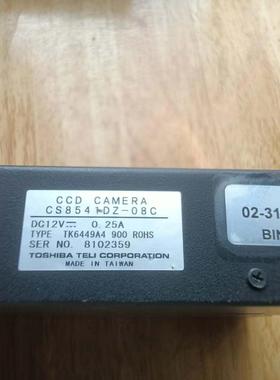 CCD CAMERA
CS8541DZ-08C
DC12V⎓ 0.25A
TYPE TK6449A4 900 ROHS
SER NO. 8102359
TOSHIBA TELI CORPORATION
MADE IN TAIWAN
02-31
BIN